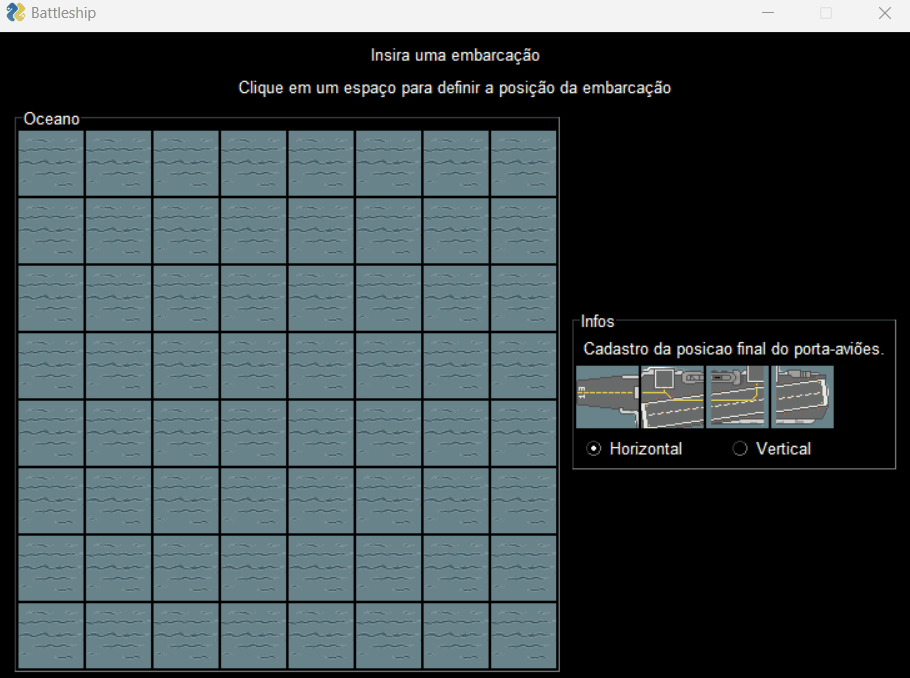 Battleship
Insira uma embarcação
Clique em um espaço para definir a posição da embarcação
Oceano
Infos
Cadastro da posicao final do porta-aviões.
Horizontal
Vertical